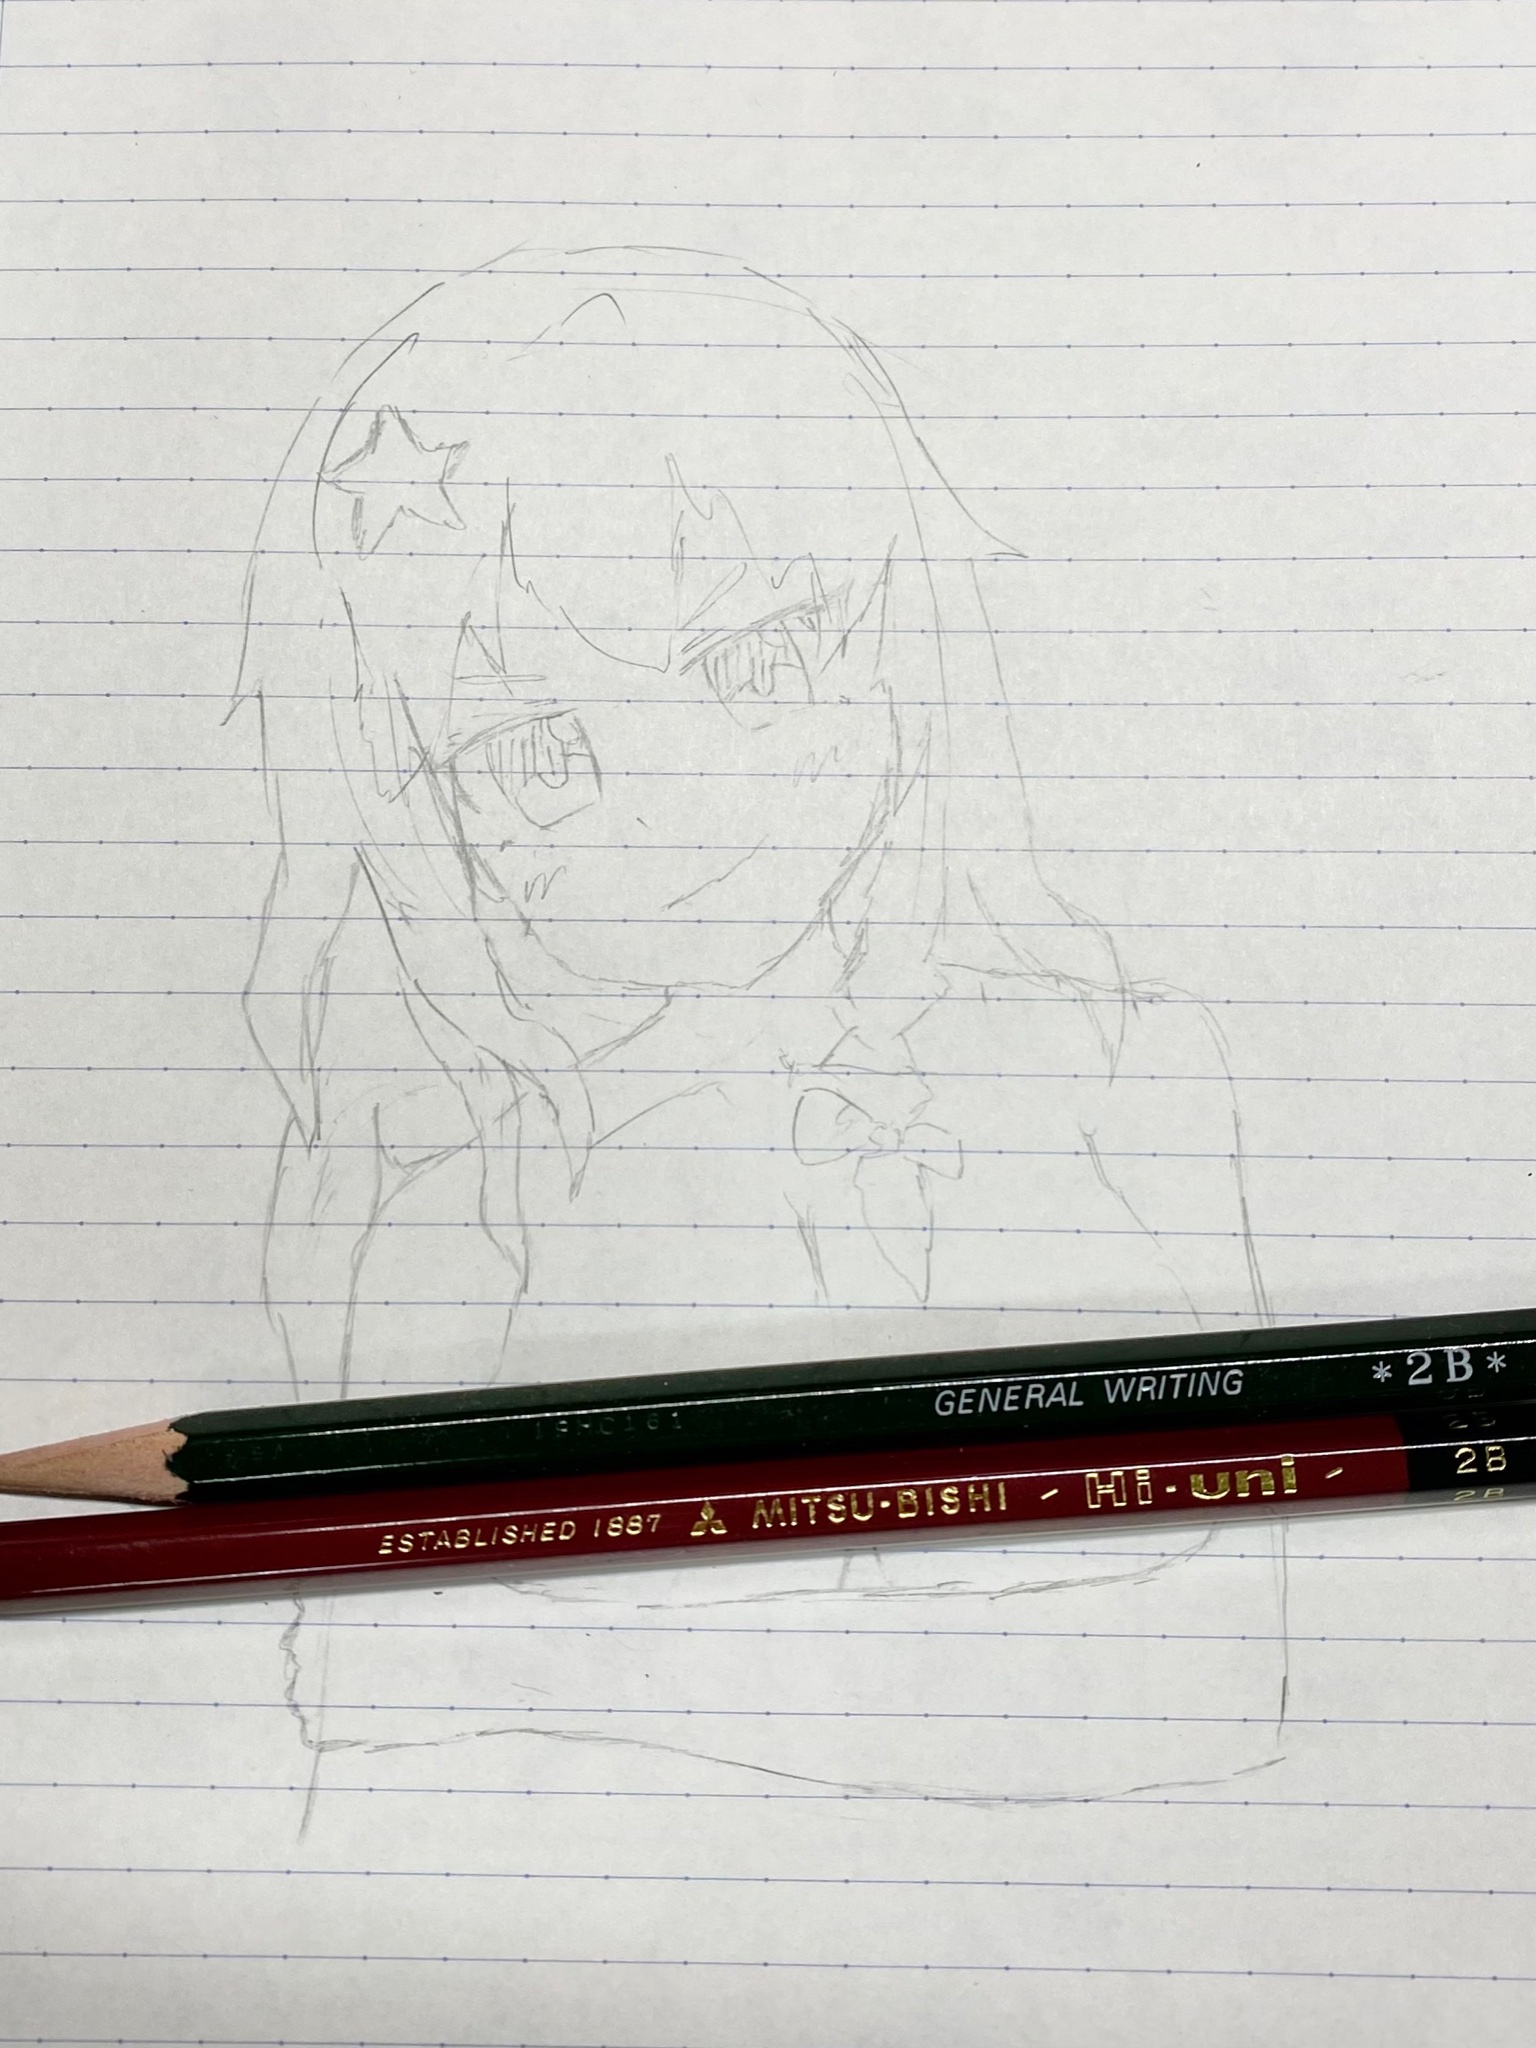 GENERAL WRITING *2B*
ESTABLISHED 1887 MITSU-BISHI - Hi-uni - 2B